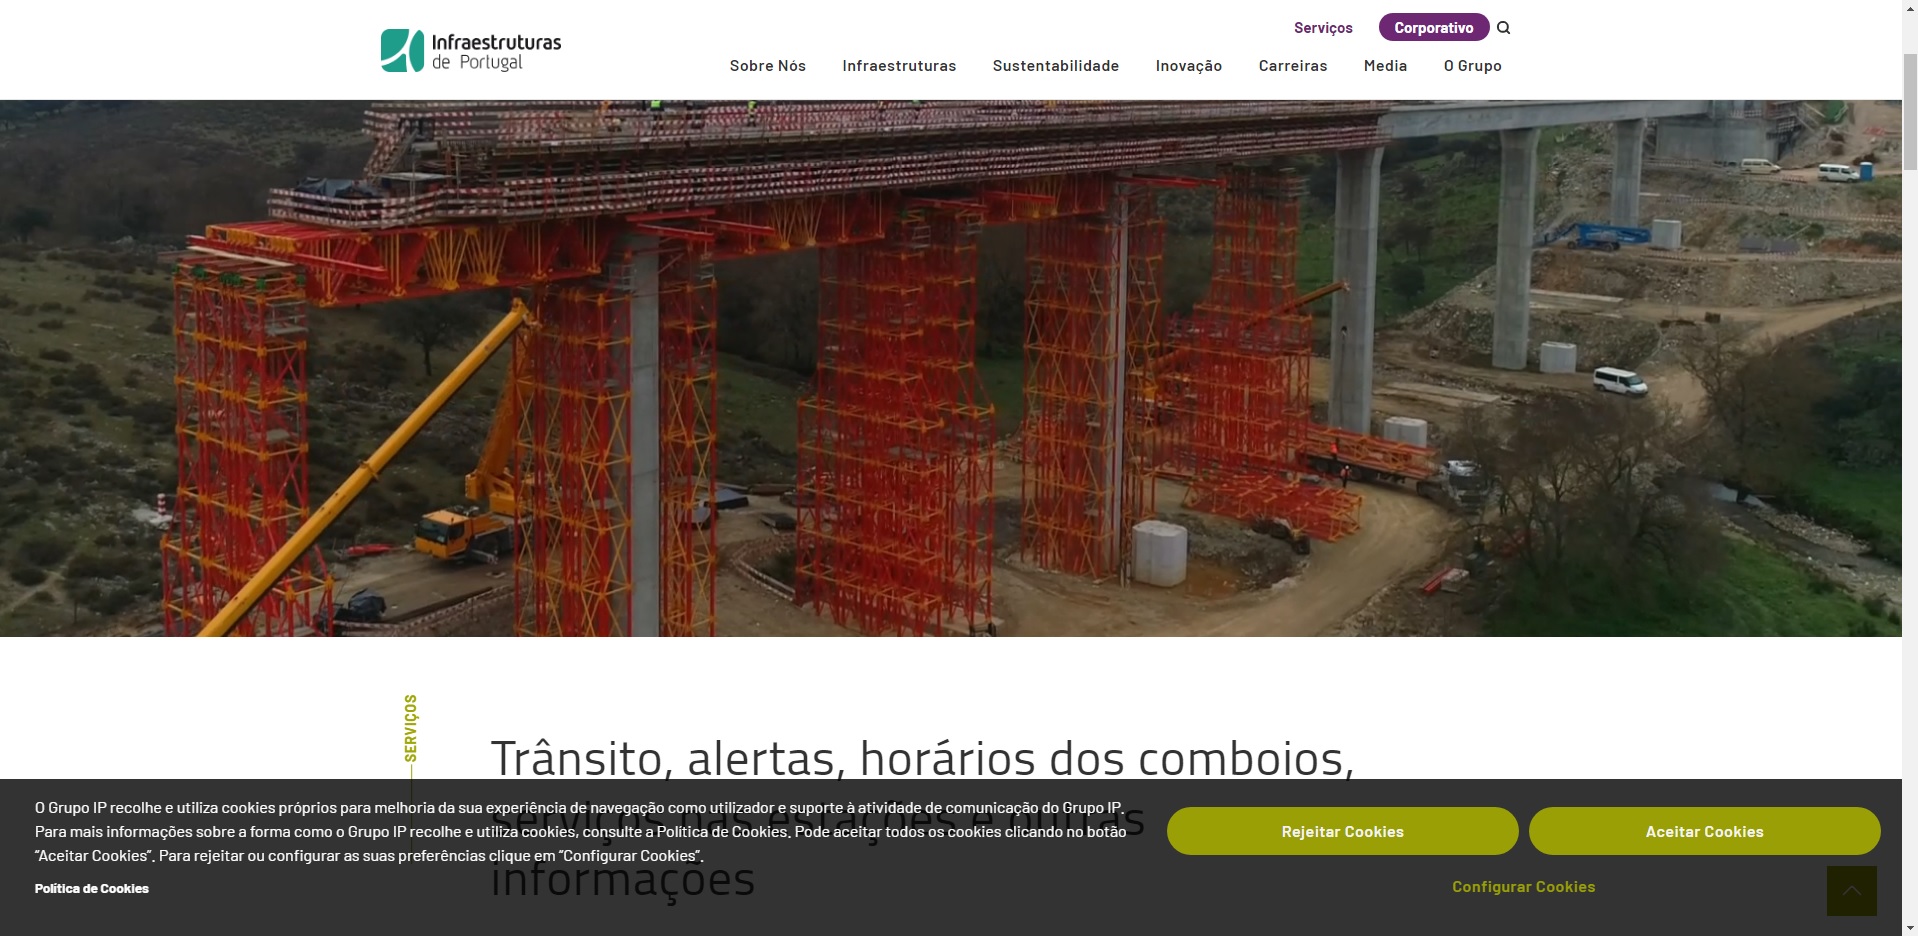 Infraestruturas
de Portugal
Serviços
Corporativo
Sobre Nós
Infraestruturas
Sustentabilidade
Inovação
Carreiras
Media
O Grupo
SERVIÇOS
Trânsito, alertas, horários dos comboios,
serviços nas estações e outras
informações
O Grupo IP recolhe e utiliza cookies próprios para melhoria da sua experiência de navegação como utilizador e suporte à atividade de comunicação do Grupo IP.
Para mais informações sobre a forma como o Grupo IP recolhe e utiliza cookies, consulte a Política de Cookies. Pode aceitar todos os cookies clicando no botão
“Aceitar Cookies”. Para rejeitar ou configurar as suas preferências clique em “Configurar Cookies”.
Política de Cookies
Rejeitar Cookies
Aceitar Cookies
Configurar Cookies